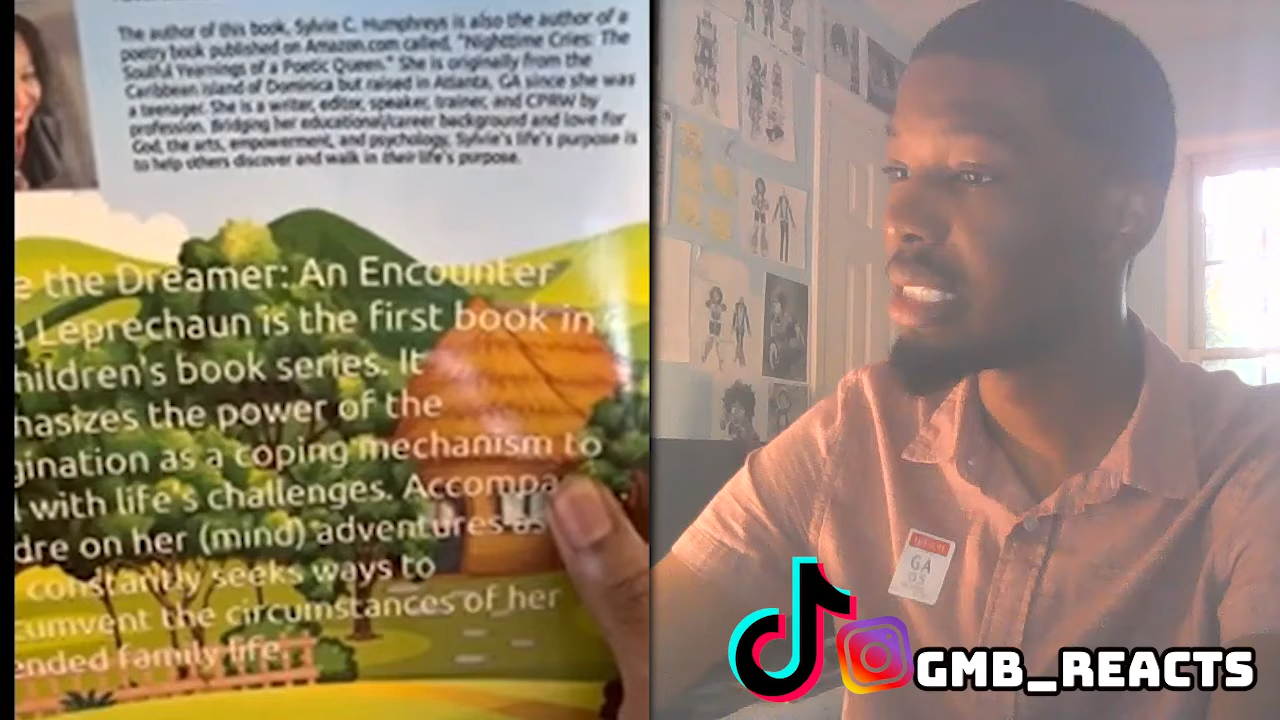 The author of this book, Sylvie C. Humphreys is also the author of a
poetry book published on Amazon.com called, "Nighttime Cries: The
Soulful Yearnings of a Poetic Queen." She is originally from the
Caribbean island of Dominica but raised in Atlanta, GA since she was
a teenager. She is a writer, editor, speaker, trainer, and CPRW by
profession. Bridging her educational/career background and love for
God, the arts, empowerment, and psychology, Sylvie's life's purpose is
to help others discover and walk in their life's purpose.
e the Dreamer: An Encounter
a Leprechaun is the first book in
hildren's book series. It
hasizes the power of the
gination as a coping mechanism to
l with life's challenges. Accompa
dre on her (mind) adventures as
constantly seeks ways to
cumvent the circumstances of her
ended family life.
GA
05
GMB_REACTS